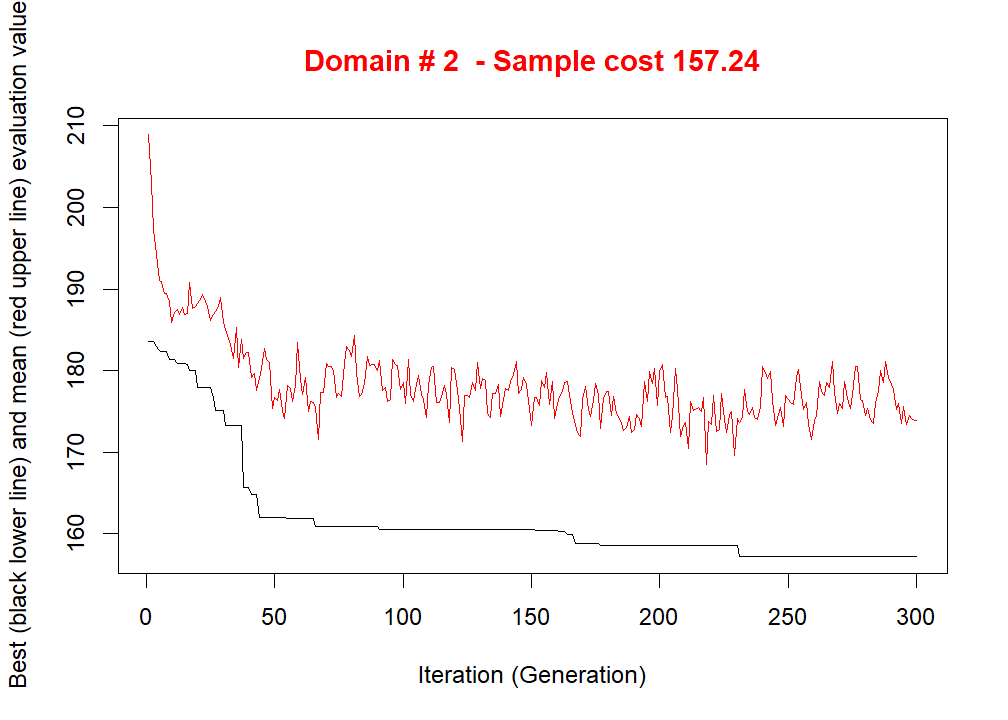 Domain # 2  - Sample cost 157.24
Best (black lower line) and mean (red upper line) evaluation value
210
200
190
180
170
160
0 50 100 150 200 250 300
Iteration (Generation)